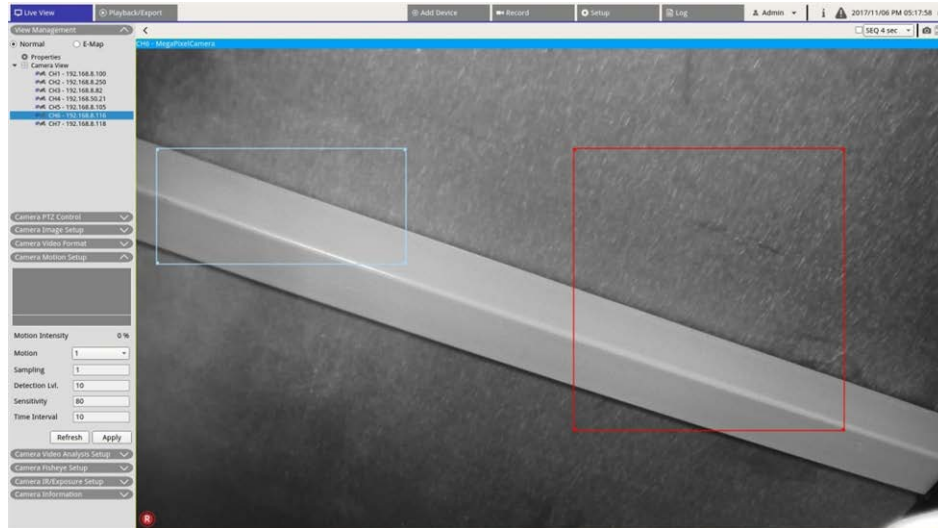 Live View Playback/Export Add Device Record Setup Log Admin i 2017/11/06 PM 05:17:58
View Management < SEQ 4 sec
Normal E-Map CH6 - MegaPixelCamera
Properties
Camera View
CH1 - 192.168.8.100
CH2 - 192.168.8.250
CH3 - 192.168.8.82
CH4 - 192.168.50.21
CH5 - 192.168.8.105
CH6 - 192.168.8.116
CH7 - 192.168.8.118
Camera PTZ Control
Camera Image Setup
Camera Video Format
Camera Motion Setup
Motion Intensity 0 %
Motion 1
Sampling 1
Detection Lvl. 10
Sensitivity 80
Time Interval 10
Refresh Apply
Camera Video Analysis Setup
Camera Fisheye Setup
Camera IR/Exposure Setup
Camera Information
R